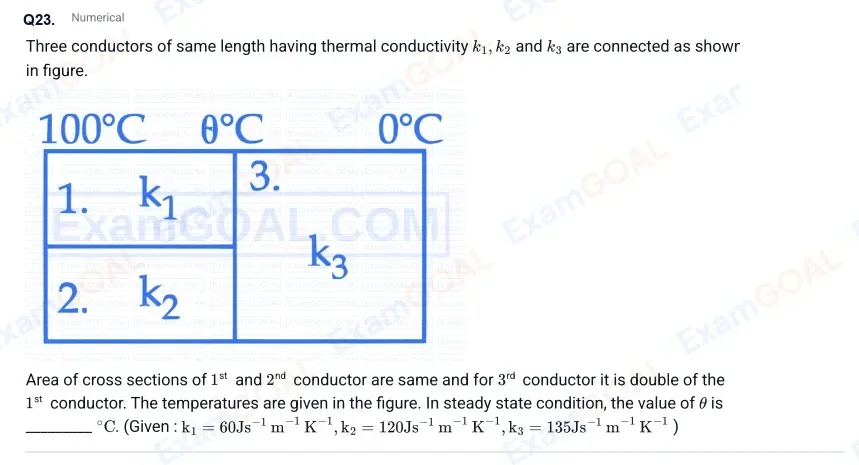 Q23. Numerical
Three conductors of same length having thermal conductivity k₁, k₂ and k₃ are connected as shown
in figure.
100°C θ°C 0°C
1. k₁ 3.
ExamGOAL.COM
k₃
2. k₂
Area of cross sections of 1ˢᵗ and 2ⁿᵈ conductor are same and for 3ʳᵈ conductor it is double of the
1ˢᵗ conductor. The temperatures are given in the figure. In steady state condition, the value of θ is
________ °C. (Given : k₁ = 60Js⁻¹ m⁻¹ K⁻¹, k₂ = 120Js⁻¹ m⁻¹ K⁻¹, k₃ = 135Js⁻¹ m⁻¹ K⁻¹ )